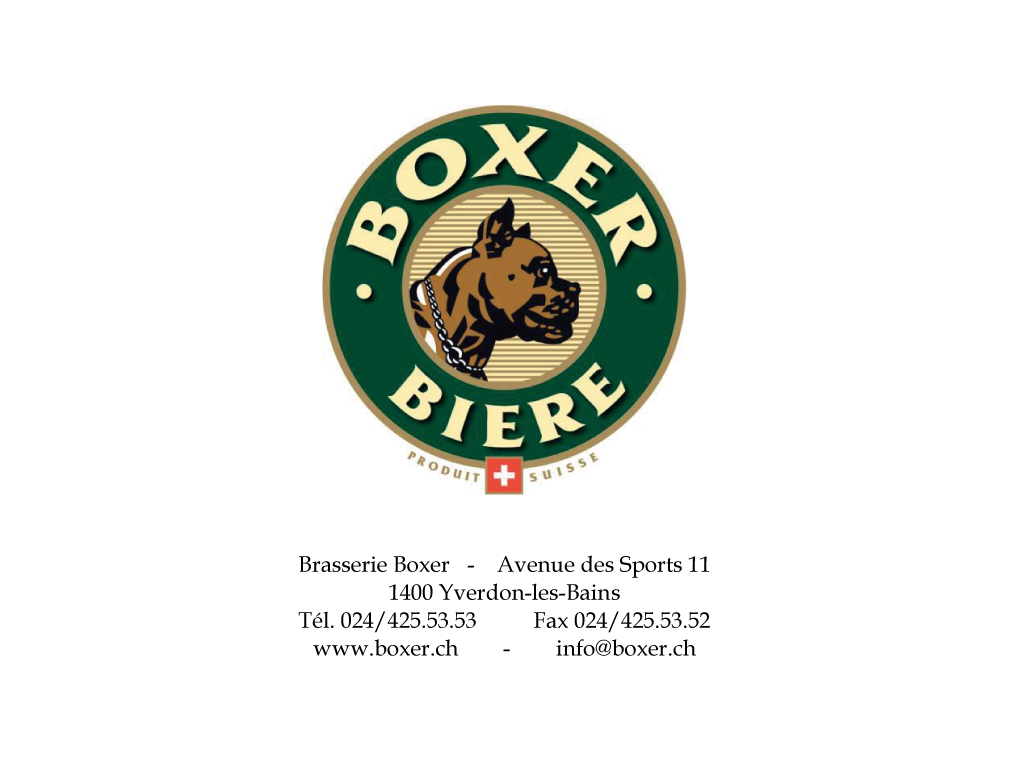 BOXER
BIERE
PRODUIT SUISSE
Brasserie Boxer - Avenue des Sports 11
1400 Yverdon-les-Bains
Tél. 024/425.53.53 Fax 024/425.53.52
www.boxer.ch - info@boxer.ch